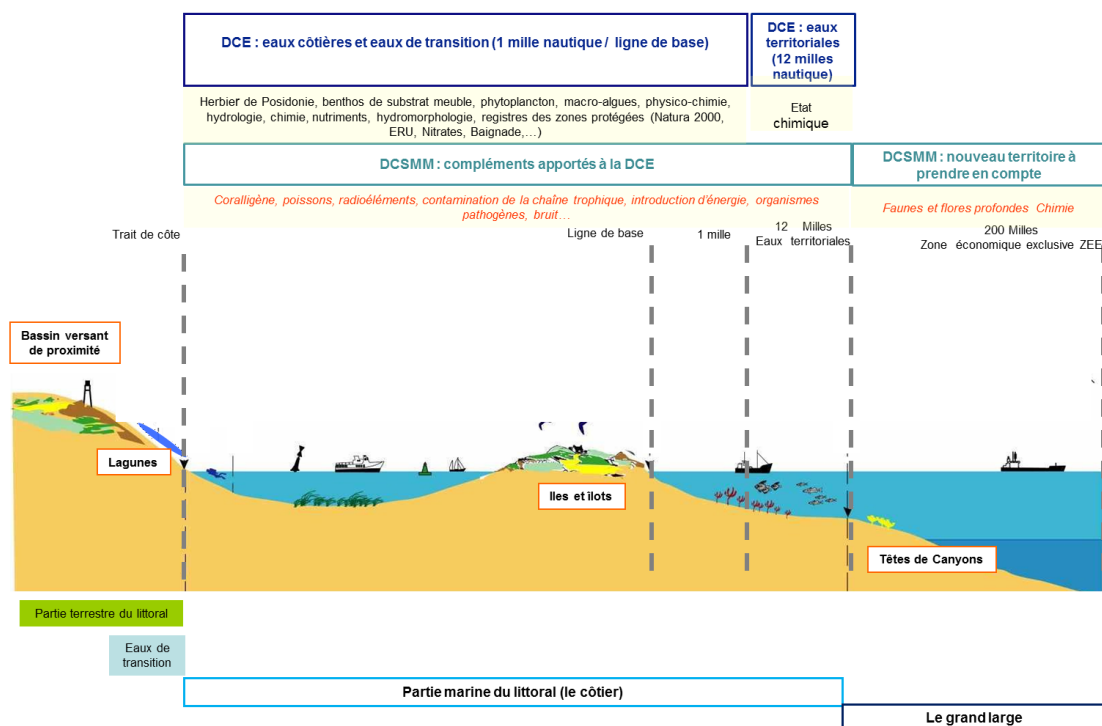 DCE : eaux côtières et eaux de transition (1 mille nautique / ligne de base)
DCE : eaux
territoriales
(12 milles
nautique)
Herbier de Posidonie, benthos de substrat meuble, phytoplancton, macro-algues, physico-chimie,
hydrologie, chimie, nutriments, hydromorphologie, registres des zones protégées (Natura 2000,
ERU, Nitrates, Baignade,...)
Etat
chimique
DCSMM : compléments apportés à la DCE
DCSMM : nouveau territoire à
prendre en compte
Coralligène, poissons, radioéléments, contamination de la chaîne trophique, introduction d'énergie, organismes
pathogènes, bruit...
Faunes et flores profondes Chimie
Trait de côte
Ligne de base
1 mille
12 Milles
Eaux territoriales
200 Milles
Zone économique exclusive ZEE
Bassin versant
de proximité
Lagunes
Iles et îlots
Têtes de Canyons
Partie terrestre du littoral
Eaux de
transition
Partie marine du littoral (le côtier)
Le grand large